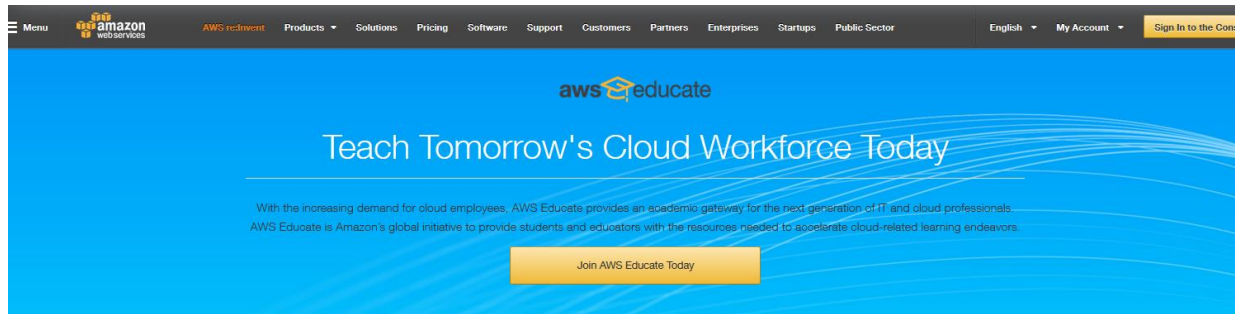 Menu
amazon
webservices
AWS re:Invent Products Solutions Pricing Software Support Customers Partners Enterprises Startups Public Sector English My Account Sign In to the Cons
aws educate
Teach Tomorrow's Cloud Workforce Today
With the increasing demand for cloud employees, AWS Educate provides an academic gateway for the next generation of IT and cloud professionals.
AWS Educate is Amazon's global initiative to provide students and educators with the resources needed to accelerate cloud-related learning endeavors.
Join AWS Educate Today